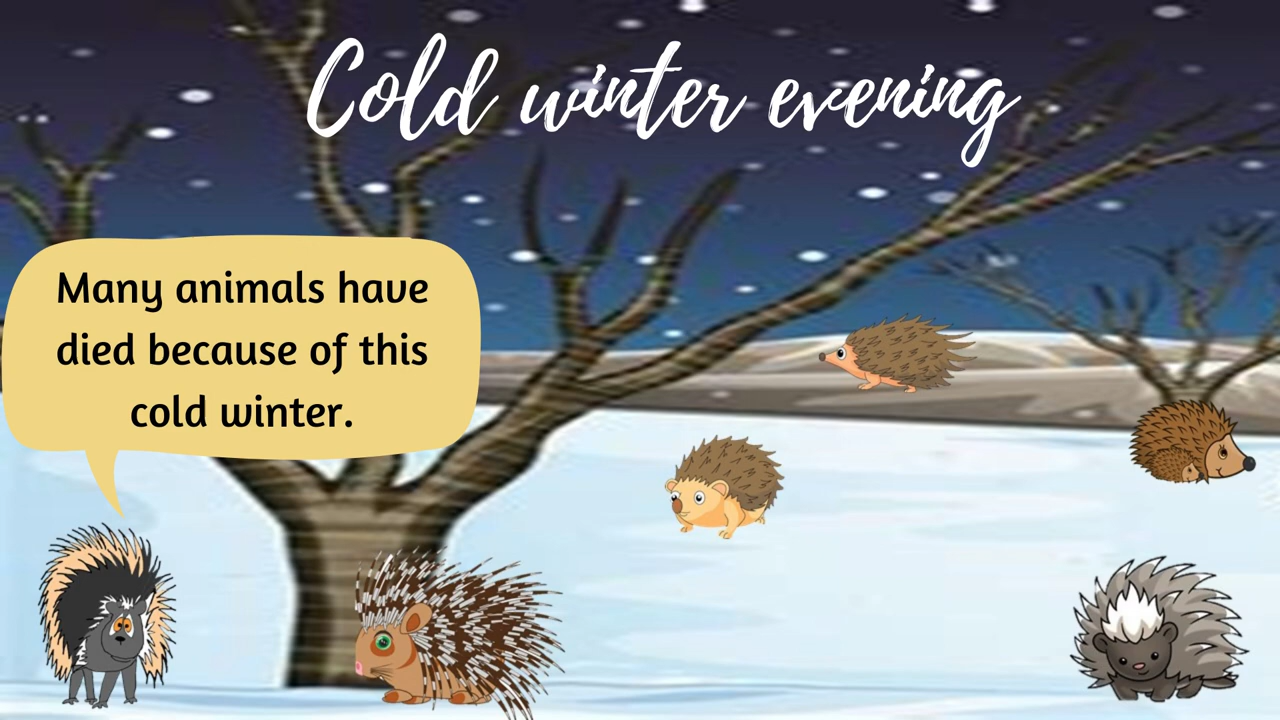 Cold winter evening
Many animals have
died because of this
cold winter.